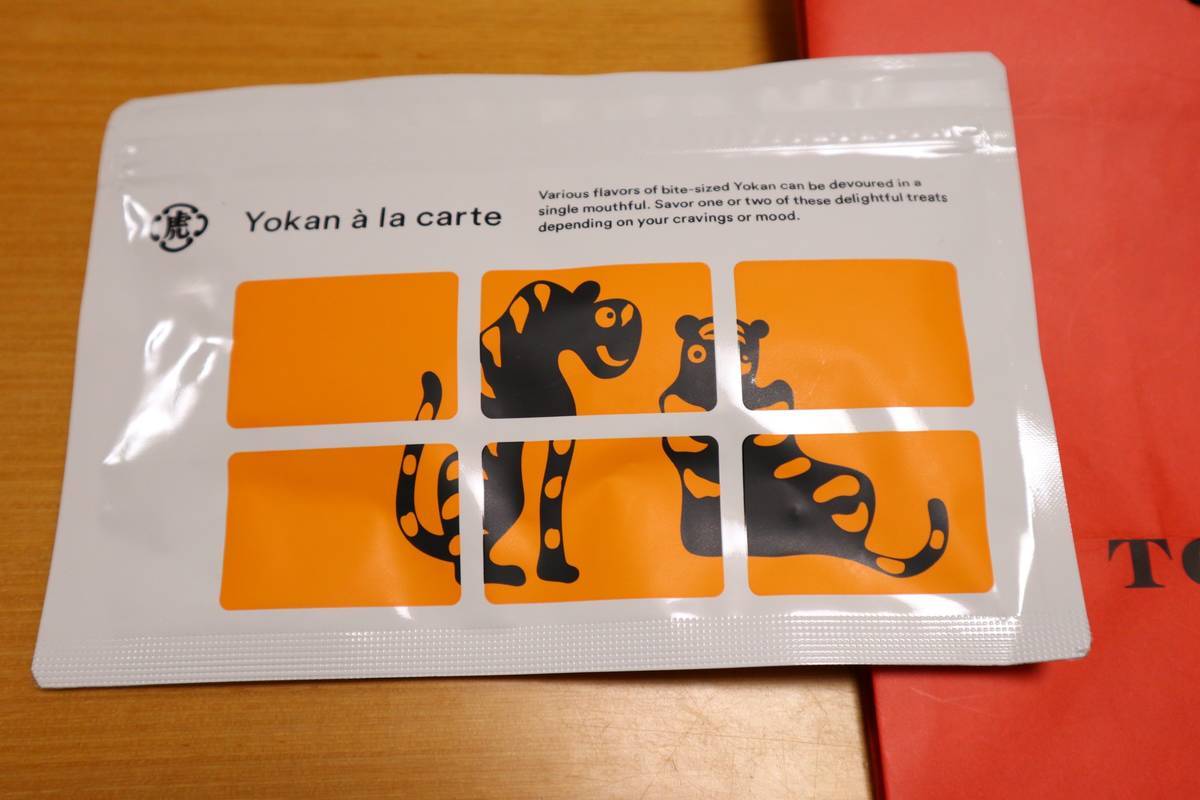 虎
Yokan à la carte
Various flavors of bite-sized Yokan can be devoured in a
single mouthful. Savor one or two of these delightful treats
depending on your cravings or mood.
TO